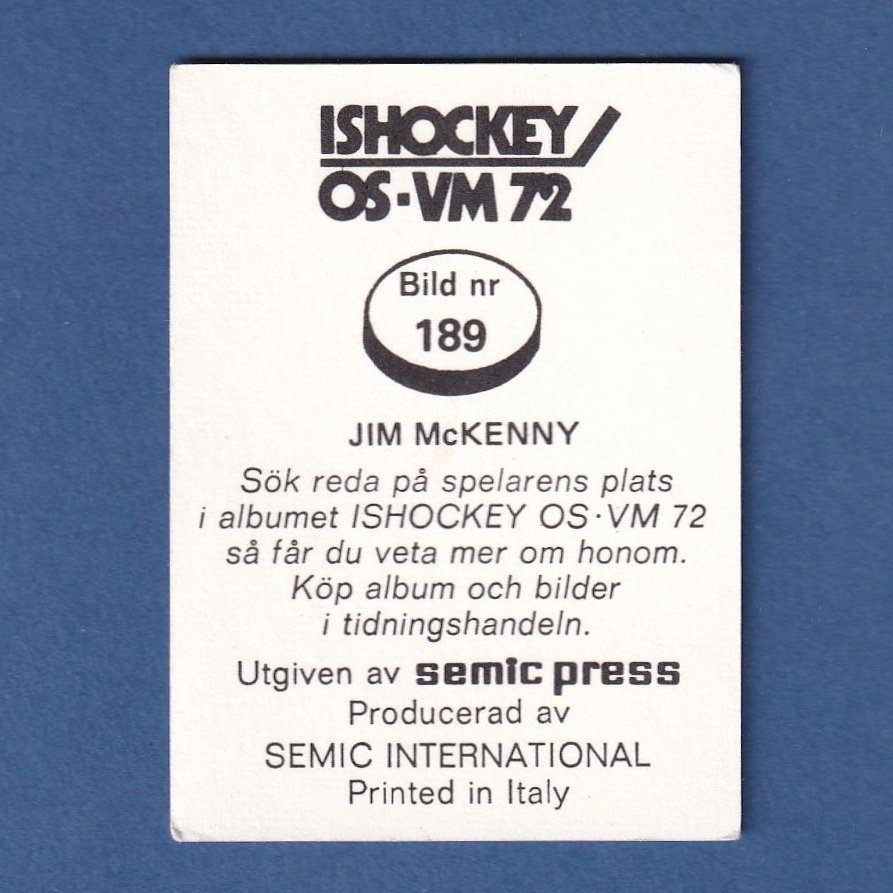 ISHOCKEY
OS·VM 72
Bild nr
189
JIM McKENNY
Sök reda på spelarens plats
i albumet ISHOCKEY OS·VM 72
så får du veta mer om honom.
Köp album och bilder
i tidningshandeln.
Utgiven av semic press
Producerad av
SEMIC INTERNATIONAL
Printed in Italy